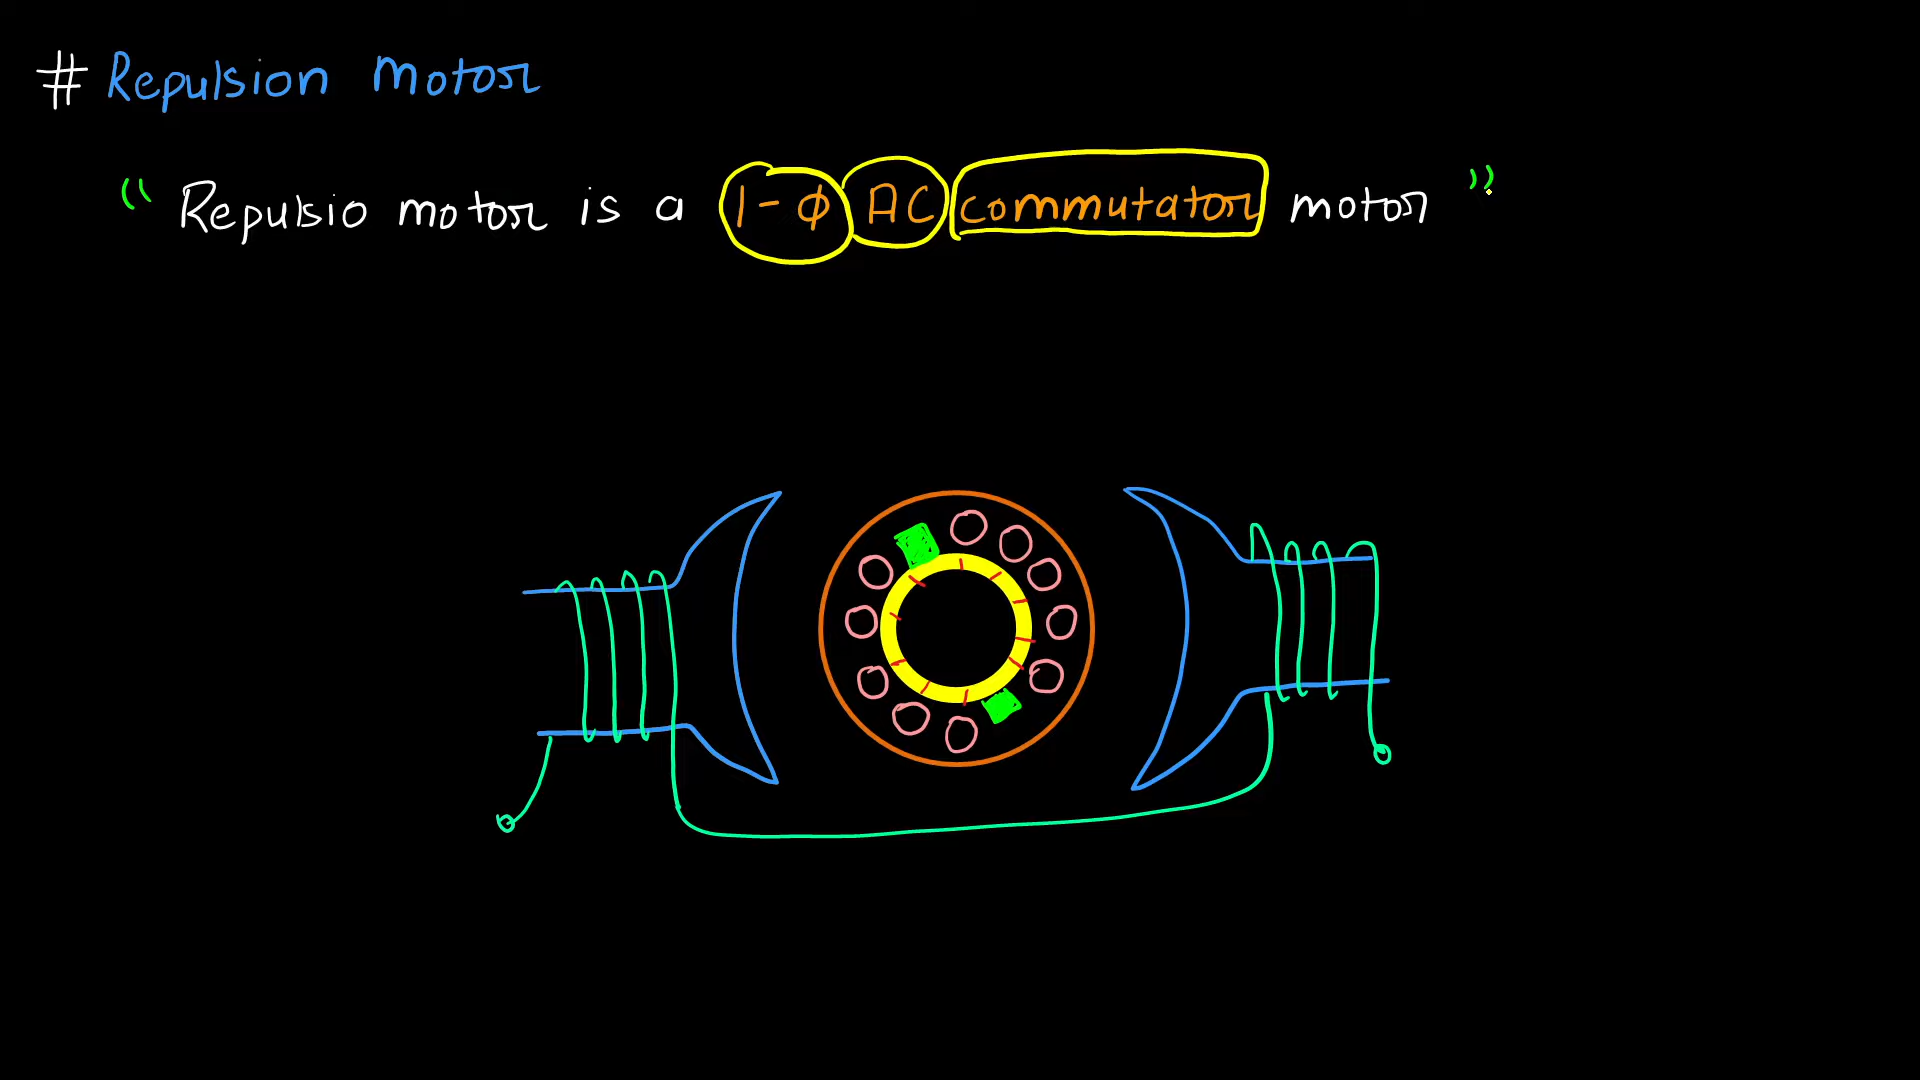 # Repulsion Motor
“ Repulsio motor is a 1-ϕ AC commutator motor ”